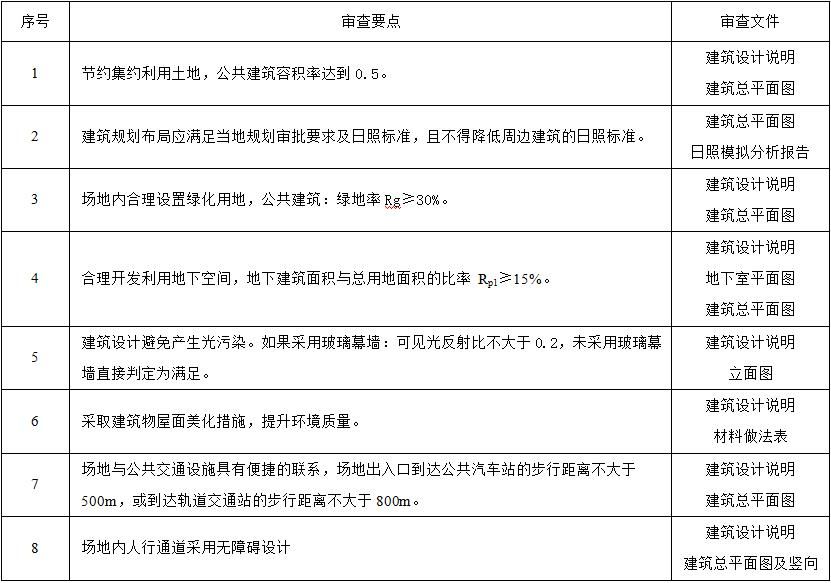 序号 审查要点 审查文件
1 节约集约利用土地，公共建筑容积率达到0.5。 建筑设计说明
建筑总平面图
2 建筑规划布局应满足当地规划审批要求及日照标准，且不得降低周边建筑的日照标准。 建筑总平面图
日照模拟分析报告
3 场地内合理设置绿化用地，公共建筑：绿地率Rg≥30%。 建筑设计说明
建筑总平面图
4 合理开发利用地下空间，地下建筑面积与总用地面积的比率 Rp1≥15%。 建筑设计说明
地下室平面图
建筑总平面图
5 建筑设计避免产生光污染。如果采用玻璃幕墙：可见光反射比不大于0.2，未采用玻璃幕
墙直接判定为满足。 建筑设计说明
立面图
6 采取建筑物屋面美化措施，提升环境质量。 建筑设计说明
材料做法表
7 场地与公共交通设施具有便捷的联系，场地出入口到达公共汽车站的步行距离不大于
500m，或到达轨道交通站的步行距离不大于800m。 建筑设计说明
建筑总平面图
8 场地内人行通道采用无障碍设计 建筑设计说明
建筑总平面图及竖向